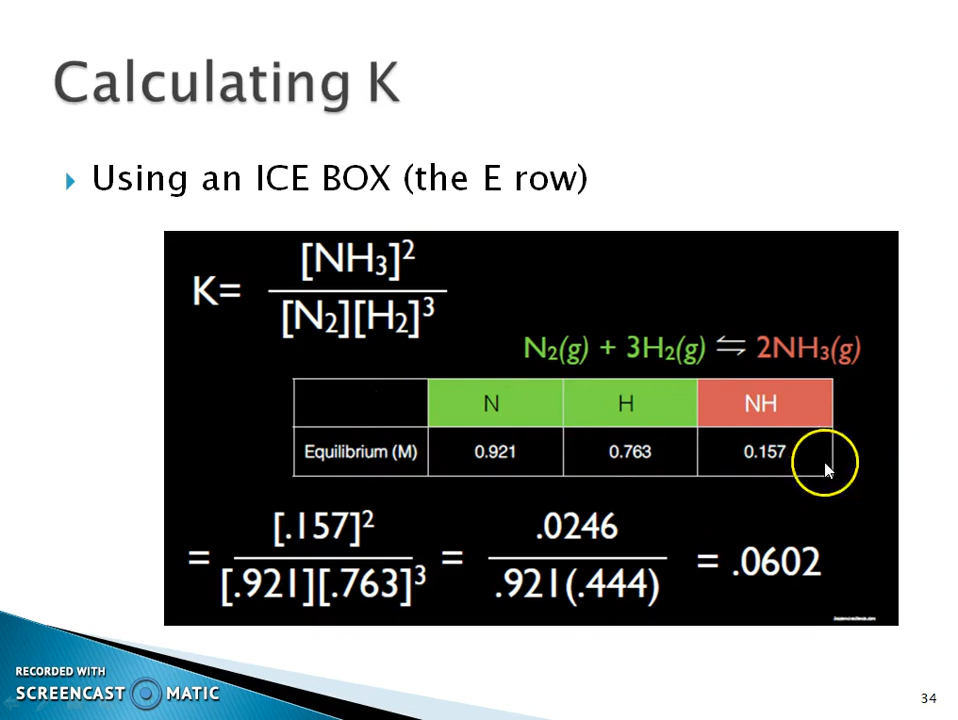 Calculating K
Using an ICE BOX (the E row)
K= [NH3]2
[N2][H2]3
N2(g) + 3H2(g) ⇌ 2NH3(g)
N H NH
Equilibrium (M) 0.921 0.763 0.157
= [.157]2 = .0246 = .0602
[.921][.763]3 .921(.444)
RECORDED WITH
SCREENCAST MATIC
34